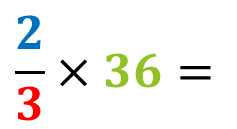 2/3 × 36 =